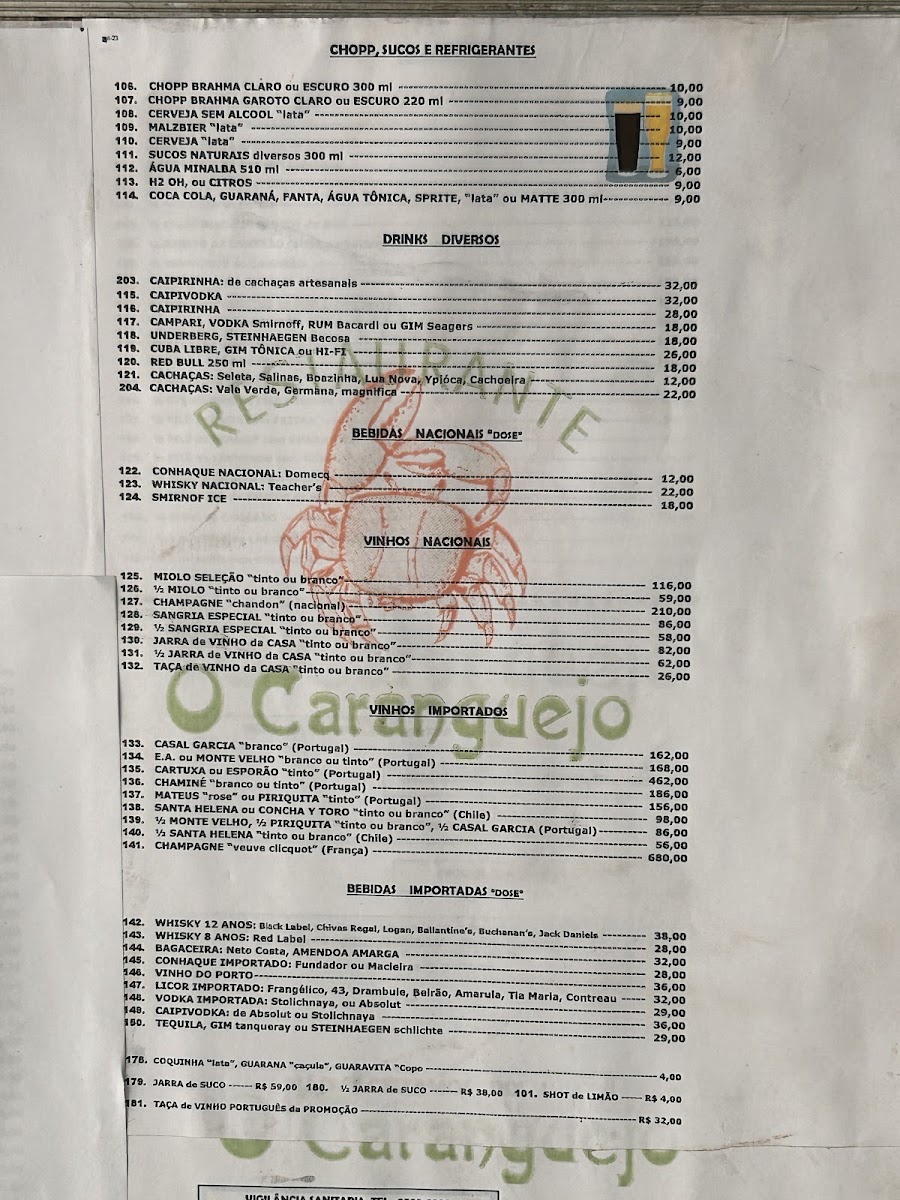 CHOPP, SUCOS E REFRIGERANTES
106. CHOPP BRAHMA CLARO ou ESCURO 300 ml 10,00
107. CHOPP BRAHMA GAROTO CLARO ou ESCURO 220 ml 9,00
108. CERVEJA SEM ALCOOL "lata" 10,00
109. MALZBIER "lata" 10,00
110. CERVEJA "lata" 9,00
111. SUCOS NATURAIS diversos 300 ml 12,00
112. ÁGUA MINALBA 510 ml 6,00
113. H2 OH, ou CITROS 9,00
114. COCA COLA, GUARANÁ, FANTA, ÁGUA TÔNICA, SPRITE, "lata" ou MATTE 300 ml 9,00
DRINKS DIVERSOS
203. CAIPIRINHA: de cachaças artesanais 32,00
115. CAIPIVODKA 32,00
116. CAIPIRINHA 28,00
117. CAMPARI, VODKA Smirnoff, RUM Bacardi ou GIM Seagers 18,00
118. UNDERBERG, STEINHAEGEN Becosa 18,00
119. CUBA LIBRE, GIM TÔNICA ou HI-FI 26,00
120. RED BULL 250 ml 18,00
121. CACHAÇAS: Seleta, Salinas, Boazinha, Lua Nova, Ypióca, Cachoeira 12,00
204. CACHAÇAS: Vale Verde, Germana, magnifica 22,00
RESTAURANTE
BEBIDAS NACIONAIS "DOSE"
122. CONHAQUE NACIONAL: Domecq 12,00
123. WHISKY NACIONAL: Teacher's 22,00
124. SMIRNOF ICE 18,00
VINHOS NACIONAIS
125. MIOLO SELEÇÃO "tinto ou branco" 116,00
126. ½ MIOLO "tinto ou branco" 59,00
127. CHAMPAGNE "chandon" (nacional) 210,00
128. SANGRIA ESPECIAL "tinto ou branco" 86,00
129. ½ SANGRIA ESPECIAL "tinto ou branco" 58,00
130. JARRA de VINHO da CASA "tinto ou branco" 82,00
131. ½ JARRA de VINHO da CASA "tinto ou branco" 62,00
132. TAÇA de VINHO da CASA "tinto ou branco" 26,00
O Caranguejo
VINHOS IMPORTADOS
133. CASAL GARCIA "branco" (Portugal) 162,00
134. E.A. ou MONTE VELHO "branco ou tinto" (Portugal) 168,00
135. CARTUXA ou ESPORÃO "tinto" (Portugal) 462,00
136. CHAMINÉ "branco ou tinto" (Portugal) 186,00
137. MATEUS "rose" ou PIRIQUITA "tinto" (Portugal) 156,00
138. SANTA HELENA ou CONCHA Y TORO "tinto ou branco" (Chile) 98,00
139. ½ MONTE VELHO, ½ PIRIQUITA "tinto ou branco", ½ CASAL GARCIA (Portugal) 86,00
140. ½ SANTA HELENA "tinto ou branco" (Chile) 56,00
141. CHAMPAGNE "veuve clicquot" (França) 680,00
BEBIDAS IMPORTADAS "DOSE"
142. WHISKY 12 ANOS: Black Label, Chivas Regal, Logan, Ballantine's, Buchanan's, Jack Daniels 38,00
143. WHISKY 8 ANOS: Red Label 28,00
144. BAGACEIRA: Neto Costa, AMENDOA AMARGA 32,00
145. CONHAQUE IMPORTADO: Fundador ou Macieira 28,00
146. VINHO DO PORTO 36,00
147. LICOR IMPORTADO: Frangélico, 43, Drambuie, Beirão, Amarula, Tia Maria, Contreau 32,00
148. VODKA IMPORTADA: Stolichnaya, ou Absolut 29,00
149. CAIPIVODKA: de Absolut ou Stolichnaya 36,00
150. TEQUILA, GIM tanqueray ou STEINHAEGEN schlichte 29,00
178. COQUINHA "lata", GUARANA "caçula", GUARAVITA "Copo 4,00
179. JARRA de SUCO R$ 59,00 180. ½ JARRA de SUCO R$ 38,00 101. SHOT de LIMÃO R$ 4,00
181. TAÇA de VINHO PORTUGUÊS da PROMOÇÃO R$ 32,00
O Caranguejo
VIGILÂNCIA SANITARIA TEL